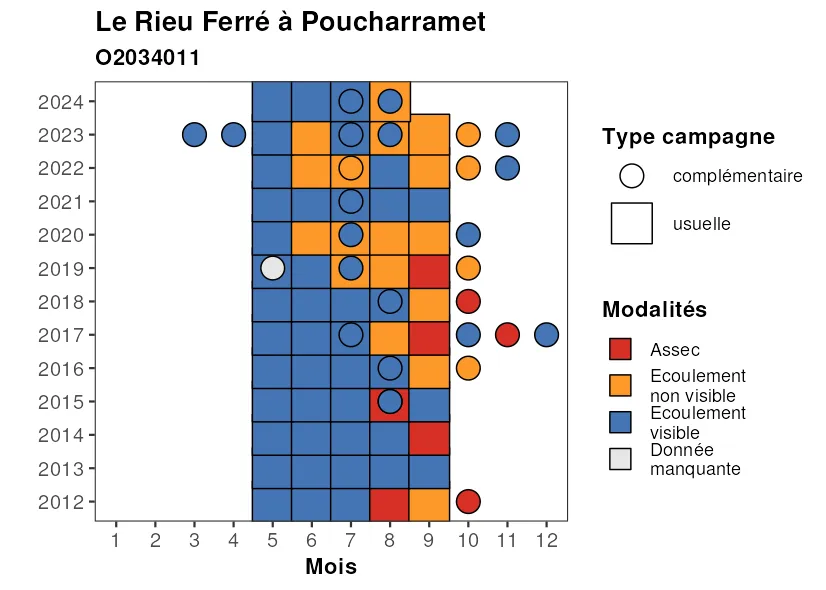 Le Rieu Ferré à Poucharramet
O2034011
2024
2023
2022
2021
2020
2019
2018
2017
2016
2015
2014
2013
2012
1 2 3 4 5 6 7 8 9 10 11 12
Mois
Type campagne
complémentaire
usuelle
Modalités
Assec
Ecoulement
non visible
Ecoulement
visible
Donnée
manquante